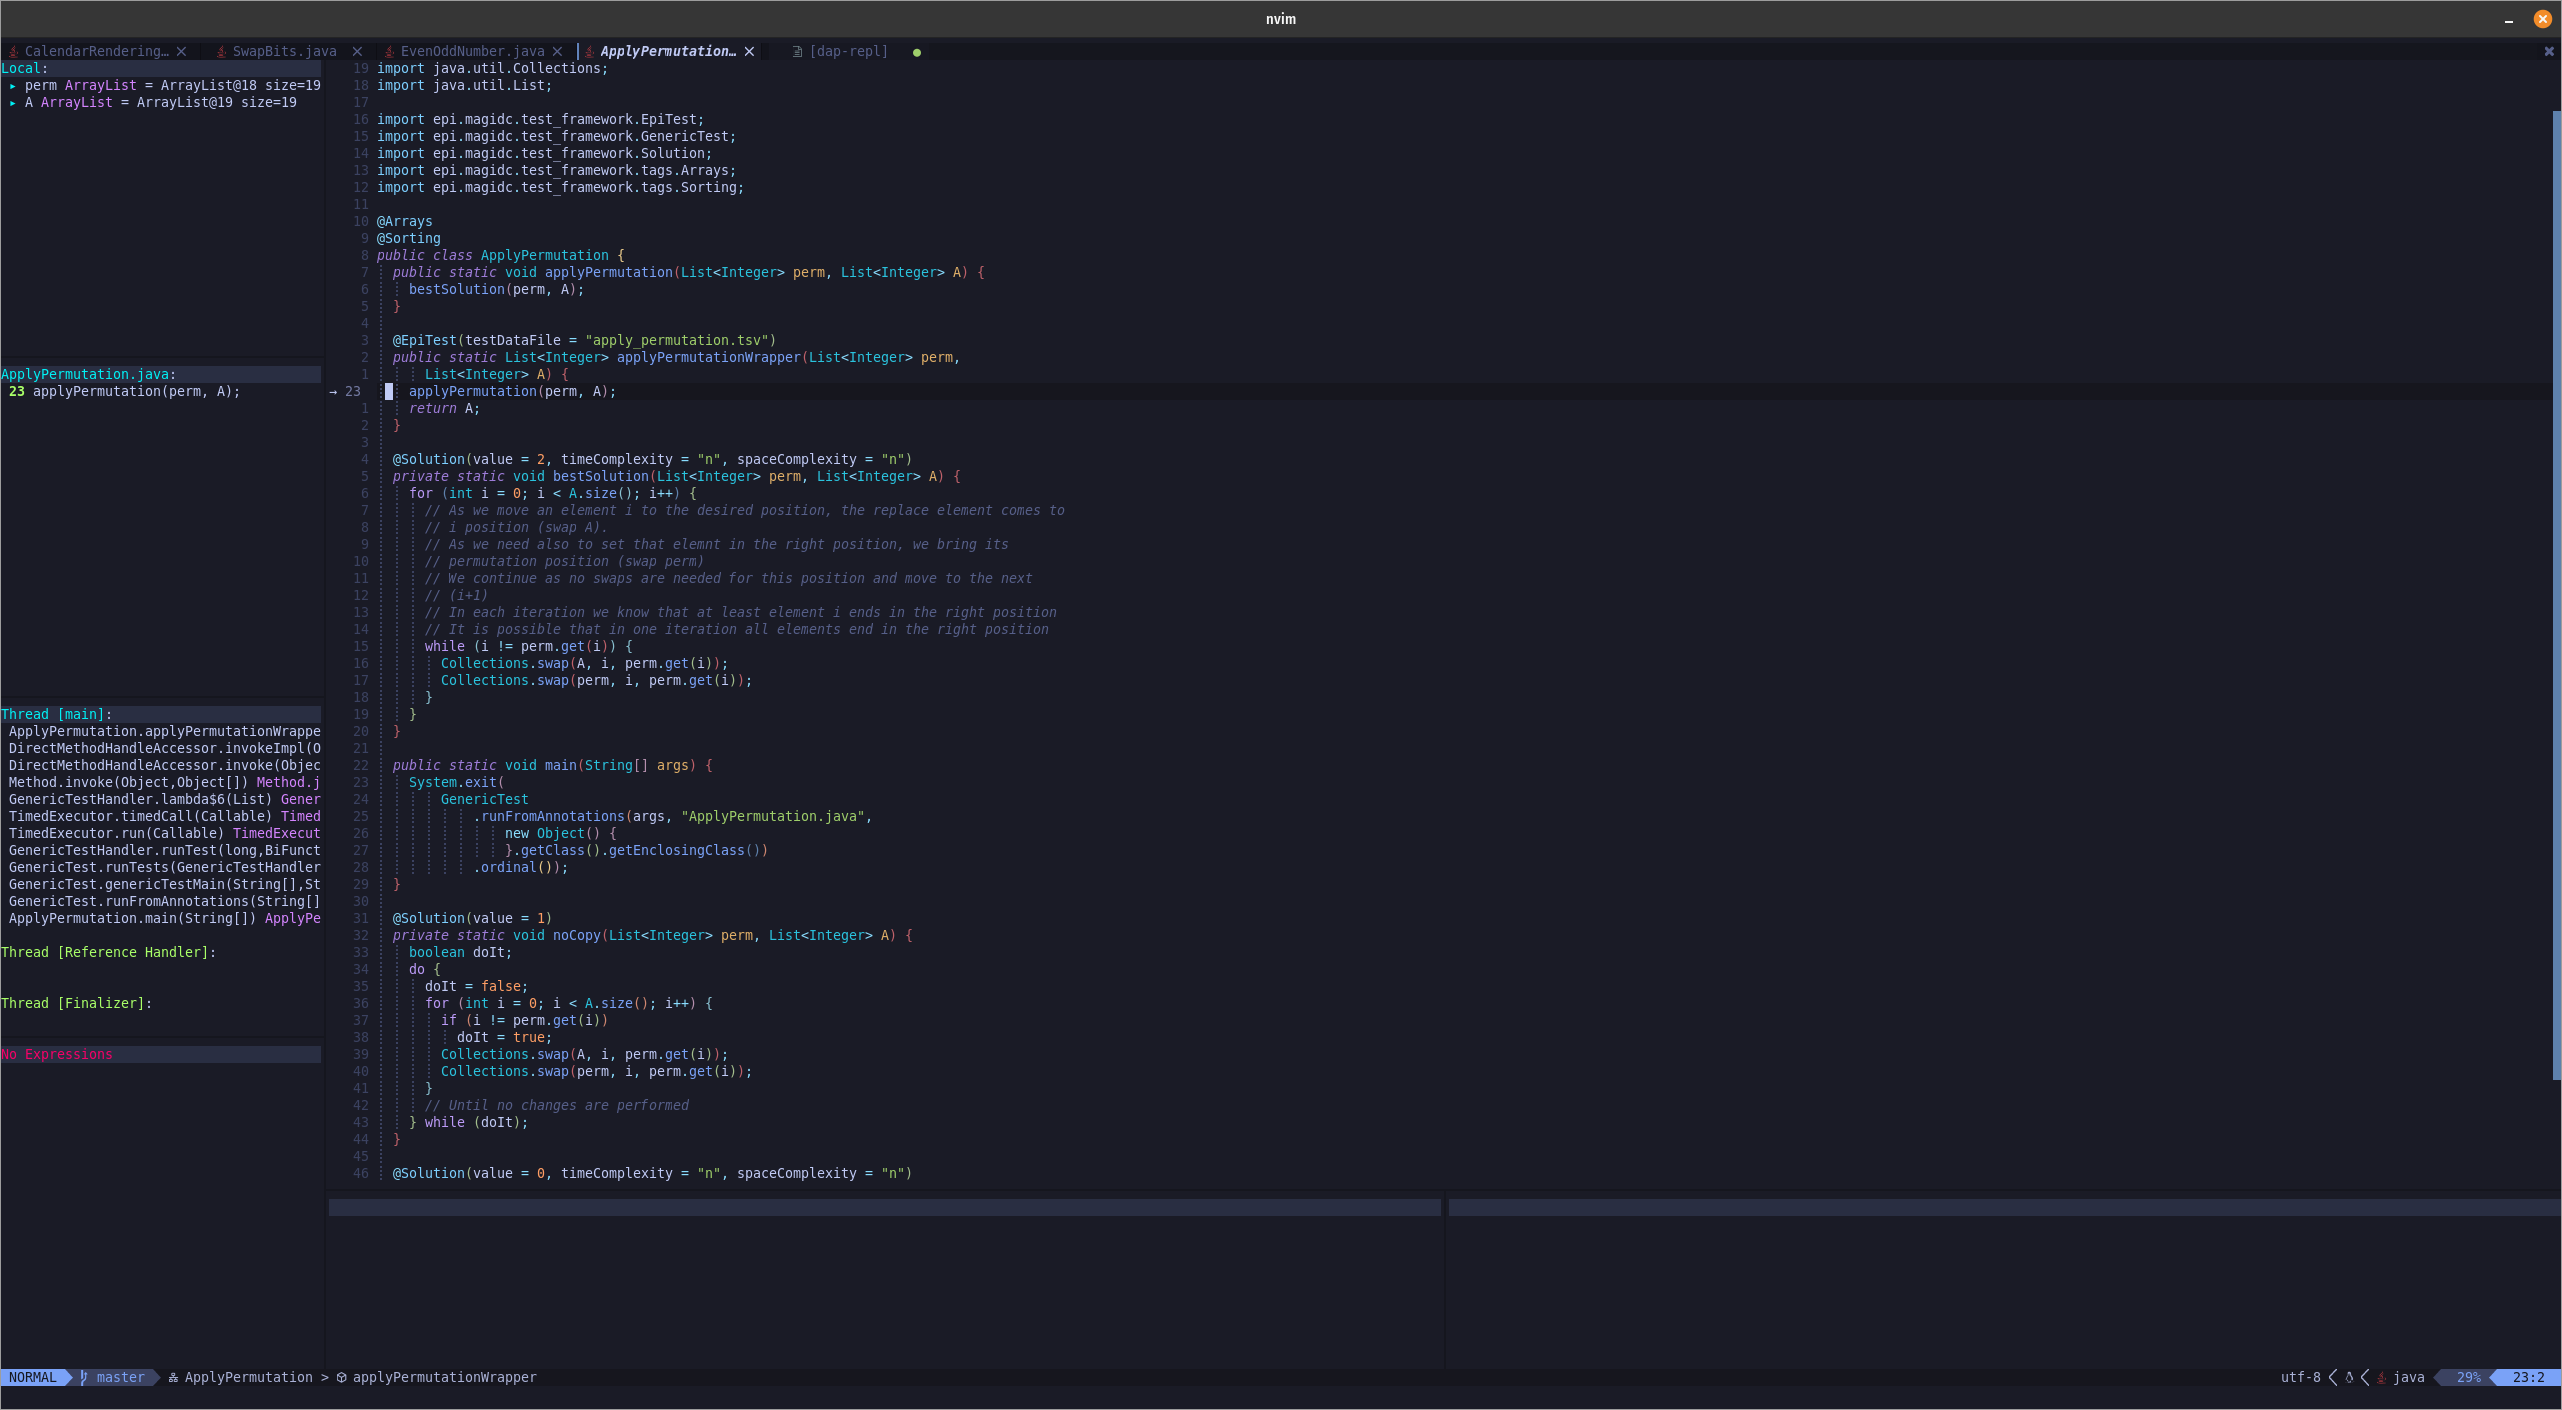 nvim
CalendarRendering…
SwapBits.java
EvenOddNumber.java
ApplyPermutation…
[dap-repl]
Local:
▸ perm ArrayList = ArrayList@18 size=19
▸ A ArrayList = ArrayList@19 size=19
ApplyPermutation.java:
23 applyPermutation(perm, A);
Thread [main]:
ApplyPermutation.applyPermutationWrappe
DirectMethodHandleAccessor.invokeImpl(O
DirectMethodHandleAccessor.invoke(Objec
Method.invoke(Object,Object[]) Method.j
GenericTestHandler.lambda$6(List) Gener
TimedExecutor.timedCall(Callable) Timed
TimedExecutor.run(Callable) TimedExecut
GenericTestHandler.runTest(long,BiFunct
GenericTest.runTests(GenericTestHandler
GenericTest.genericTestMain(String[],St
GenericTest.runFromAnnotations(String[]
ApplyPermutation.main(String[]) ApplyPe
Thread [Reference Handler]:
Thread [Finalizer]:
No Expressions
19 import java.util.Collections;
18 import java.util.List;
17
16 import epi.magidc.test_framework.EpiTest;
15 import epi.magidc.test_framework.GenericTest;
14 import epi.magidc.test_framework.Solution;
13 import epi.magidc.test_framework.tags.Arrays;
12 import epi.magidc.test_framework.tags.Sorting;
11
10 @Arrays
9 @Sorting
8 public class ApplyPermutation {
7 public static void applyPermutation(List<Integer> perm, List<Integer> A) {
6 bestSolution(perm, A);
5 }
4
3 @EpiTest(testDataFile = "apply_permutation.tsv")
2 public static List<Integer> applyPermutationWrapper(List<Integer> perm,
1 List<Integer> A) {
→ 23 applyPermutation(perm, A);
1 return A;
2 }
3
4 @Solution(value = 2, timeComplexity = "n", spaceComplexity = "n")
5 private static void bestSolution(List<Integer> perm, List<Integer> A) {
6 for (int i = 0; i < A.size(); i++) {
7 // As we move an element i to the desired position, the replace element comes to
8 // i position (swap A).
9 // As we need also to set that elemnt in the right position, we bring its
10 // permutation position (swap perm)
11 // We continue as no swaps are needed for this position and move to the next
12 // (i+1)
13 // In each iteration we know that at least element i ends in the right position
14 // It is possible that in one iteration all elements end in the right position
15 while (i != perm.get(i)) {
16 Collections.swap(A, i, perm.get(i));
17 Collections.swap(perm, i, perm.get(i));
18 }
19 }
20 }
21
22 public static void main(String[] args) {
23 System.exit(
24 GenericTest
25 .runFromAnnotations(args, "ApplyPermutation.java",
26 new Object() {
27 }.getClass().getEnclosingClass())
28 .ordinal());
29 }
30
31 @Solution(value = 1)
32 private static void noCopy(List<Integer> perm, List<Integer> A) {
33 boolean doIt;
34 do {
35 doIt = false;
36 for (int i = 0; i < A.size(); i++) {
37 if (i != perm.get(i))
38 doIt = true;
39 Collections.swap(A, i, perm.get(i));
40 Collections.swap(perm, i, perm.get(i));
41 }
42 // Until no changes are performed
43 } while (doIt);
44 }
45
46 @Solution(value = 0, timeComplexity = "n", spaceComplexity = "n")
NORMAL master ApplyPermutation > applyPermutationWrapper
utf-8 java 29% 23:2